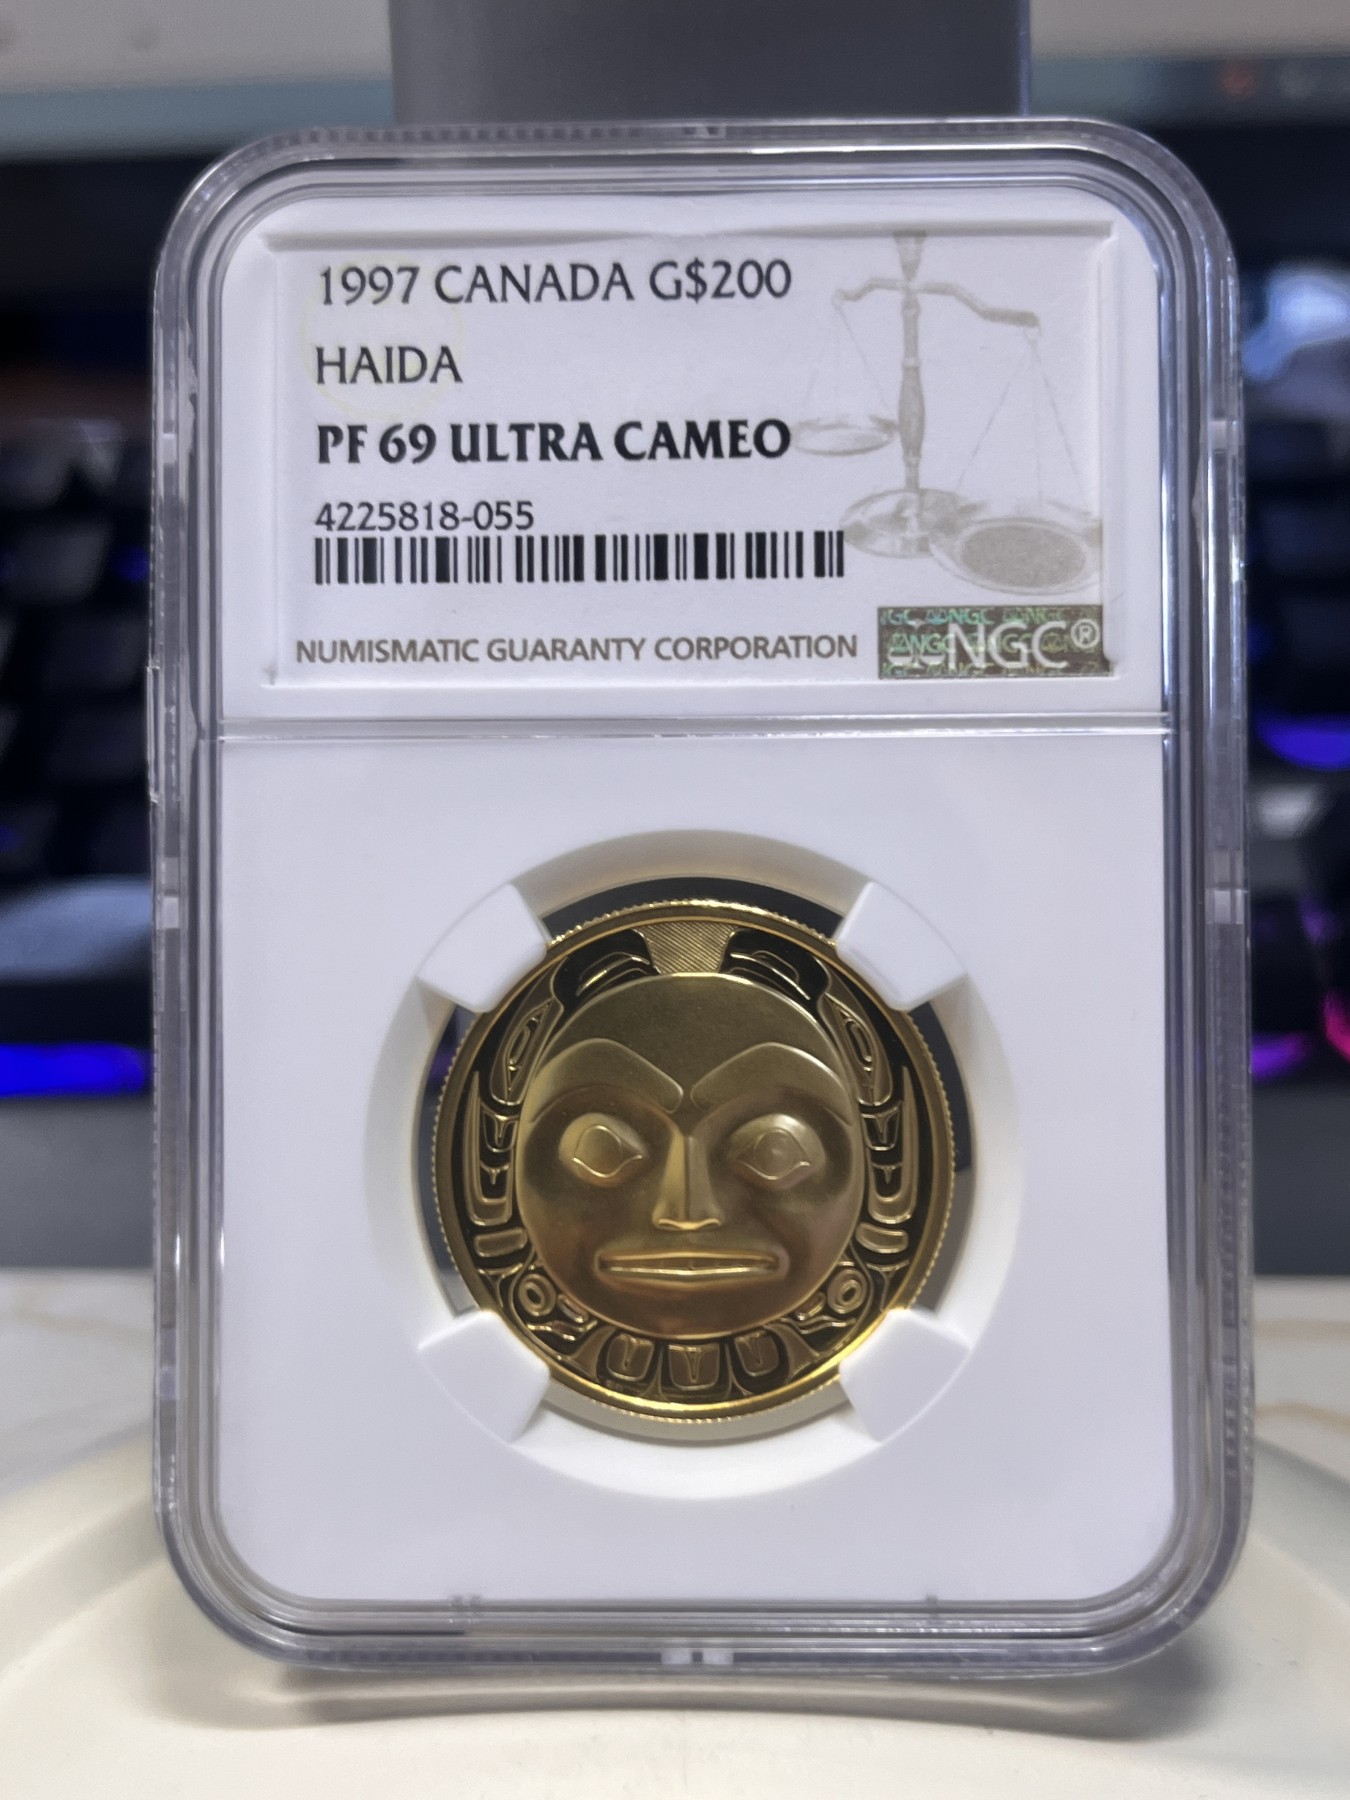 1997 CANADA G$200
HAIDA
PF 69 ULTRA CAMEO
4225818-055
NUMISMATIC GUARANTY CORPORATION
NGC®